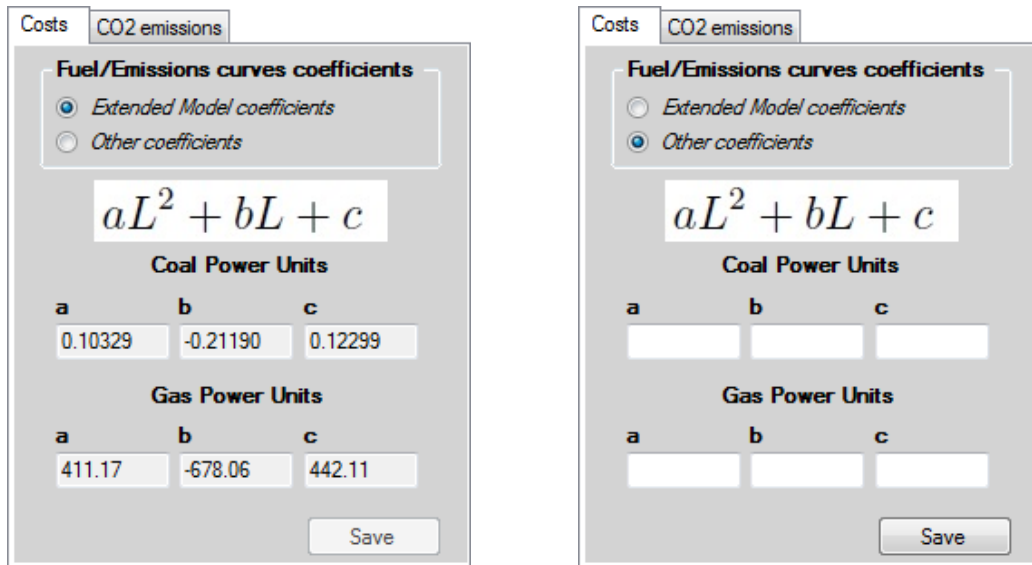 Costs CO2 emissions
Fuel/Emissions curves coefficients
Extended Model coefficients
Other coefficients
aL² + bL + c
Coal Power Units
a b c
0.10329 -0.21190 0.12299
Gas Power Units
a b c
411.17 -678.06 442.11
Save
Costs CO2 emissions
Fuel/Emissions curves coefficients
Extended Model coefficients
Other coefficients
aL² + bL + c
Coal Power Units
a b c
Gas Power Units
a b c
Save